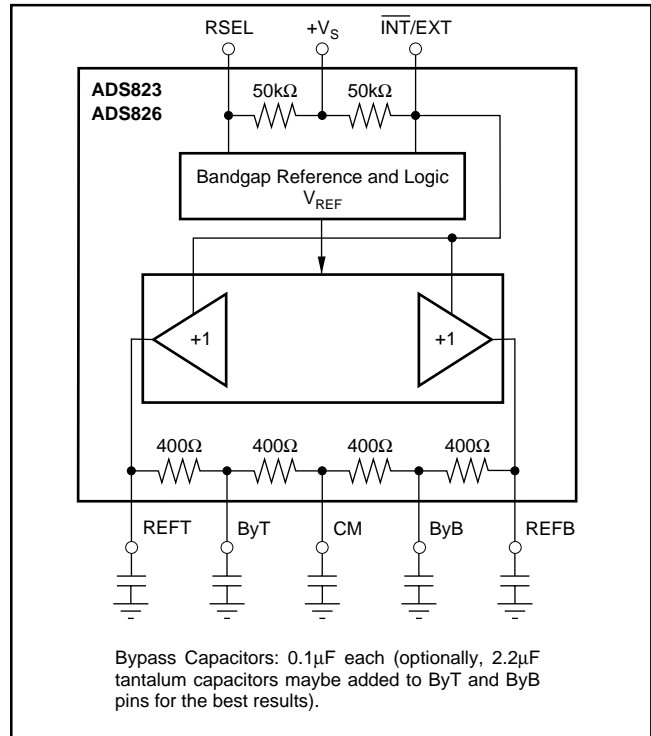 RSEL +VS INT/EXT
ADS823
ADS826
50kΩ 50kΩ
Bandgap Reference and Logic
VREF
+1 +1
400Ω 400Ω 400Ω 400Ω
REFT ByT CM ByB REFB
Bypass Capacitors: 0.1µF each (optionally, 2.2µF
tantalum capacitors maybe added to ByT and ByB
pins for the best results).